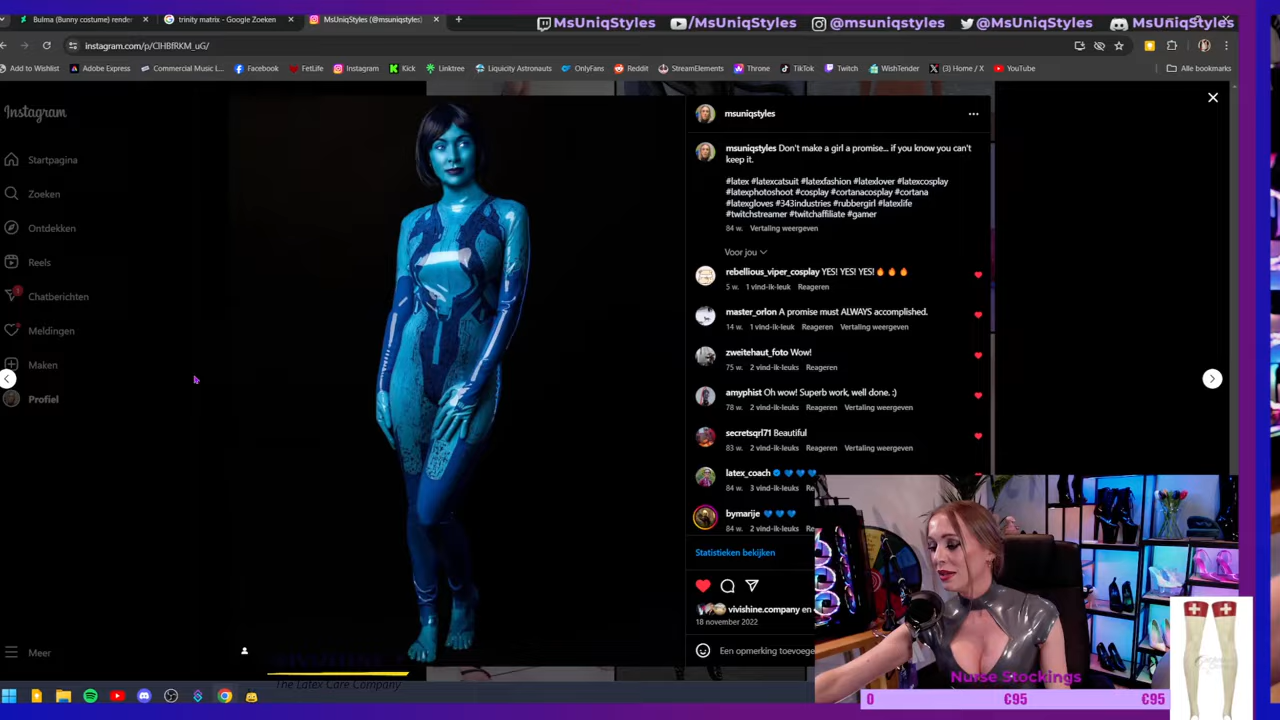 Bulma (Bunny costume) render
trinity matrix - Google Zoeken
MsUniqStyles (@msuniqstyles)
MsUniqStyles
/MsUniqStyles
@msuniqstyles
@MsUniqStyles
MsUniqStyles
instagram.com/p/ClHBfRKM_uG/
Add to Wishlist
Adobe Express
Commercial Music L...
Facebook
FetLife
Instagram
Kick
Linktree
Liquicity Astronauts
OnlyFans
Reddit
StreamElements
Throne
TikTok
Twitch
WishTender
(3) Home / X
YouTube
Alle bookmarks
Instagram
Startpagina
Zoeken
Ontdekken
Reels
Chatberichten
Meldingen
Maken
Profiel
Meer
The Latex Care Company
msuniqstyles
msuniqstyles Don't make a girl a promise... if you know you can't
keep it.
#latex #latexcatsuit #latexfashion #latexlover #latexcosplay
#latexphotoshoot #cosplay #cortanacosplay #cortana
#latexgloves #343industries #rubbergirl #latexlife
#twitchstreamer #twitchaffiliate #gamer
84 w. Vertaling weergeven
Voor jou
rebellious_viper_cosplay YES! YES! YES!🔥🔥🔥
5 w. 1 vind-ik-leuk Reageren
master_orlon A promise must ALWAYS accomplished.
14 w. 1 vind-ik-leuk Reageren Vertaling weergeven
zweitehaut_foto Wow!
75 w. 2 vind-ik-leuks Reageren
amyphist Oh wow! Superb work, well done. :)
78 w. 2 vind-ik-leuks Reageren Vertaling weergeven
secretsqrl71 Beautiful
83 w. 2 vind-ik-leuks Reageren Vertaling weergeven
latex_coach 💙💙💙
84 w. 3 vind-ik-leuks Re
bymarije 💙💙💙
84 w. 2 vind-ik-leuks Re
Statistieken bekijken
vivishine.company en
18 november 2022
Een opmerking toevoege
Nurse Stockings
0 €95 €95